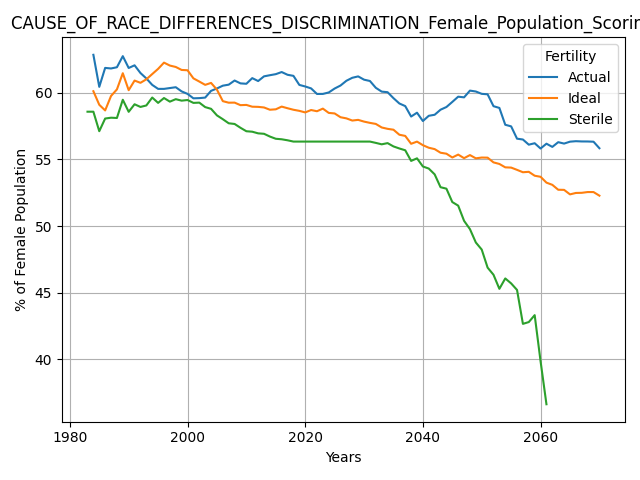 CAUSE_OF_RACE_DIFFERENCES_DISCRIMINATION_Female_Population_Scorin
Fertility
Actual
Ideal
Sterile
% of Female Population
60
55
50
45
40
1980
2000
2020
2040
2060
Years